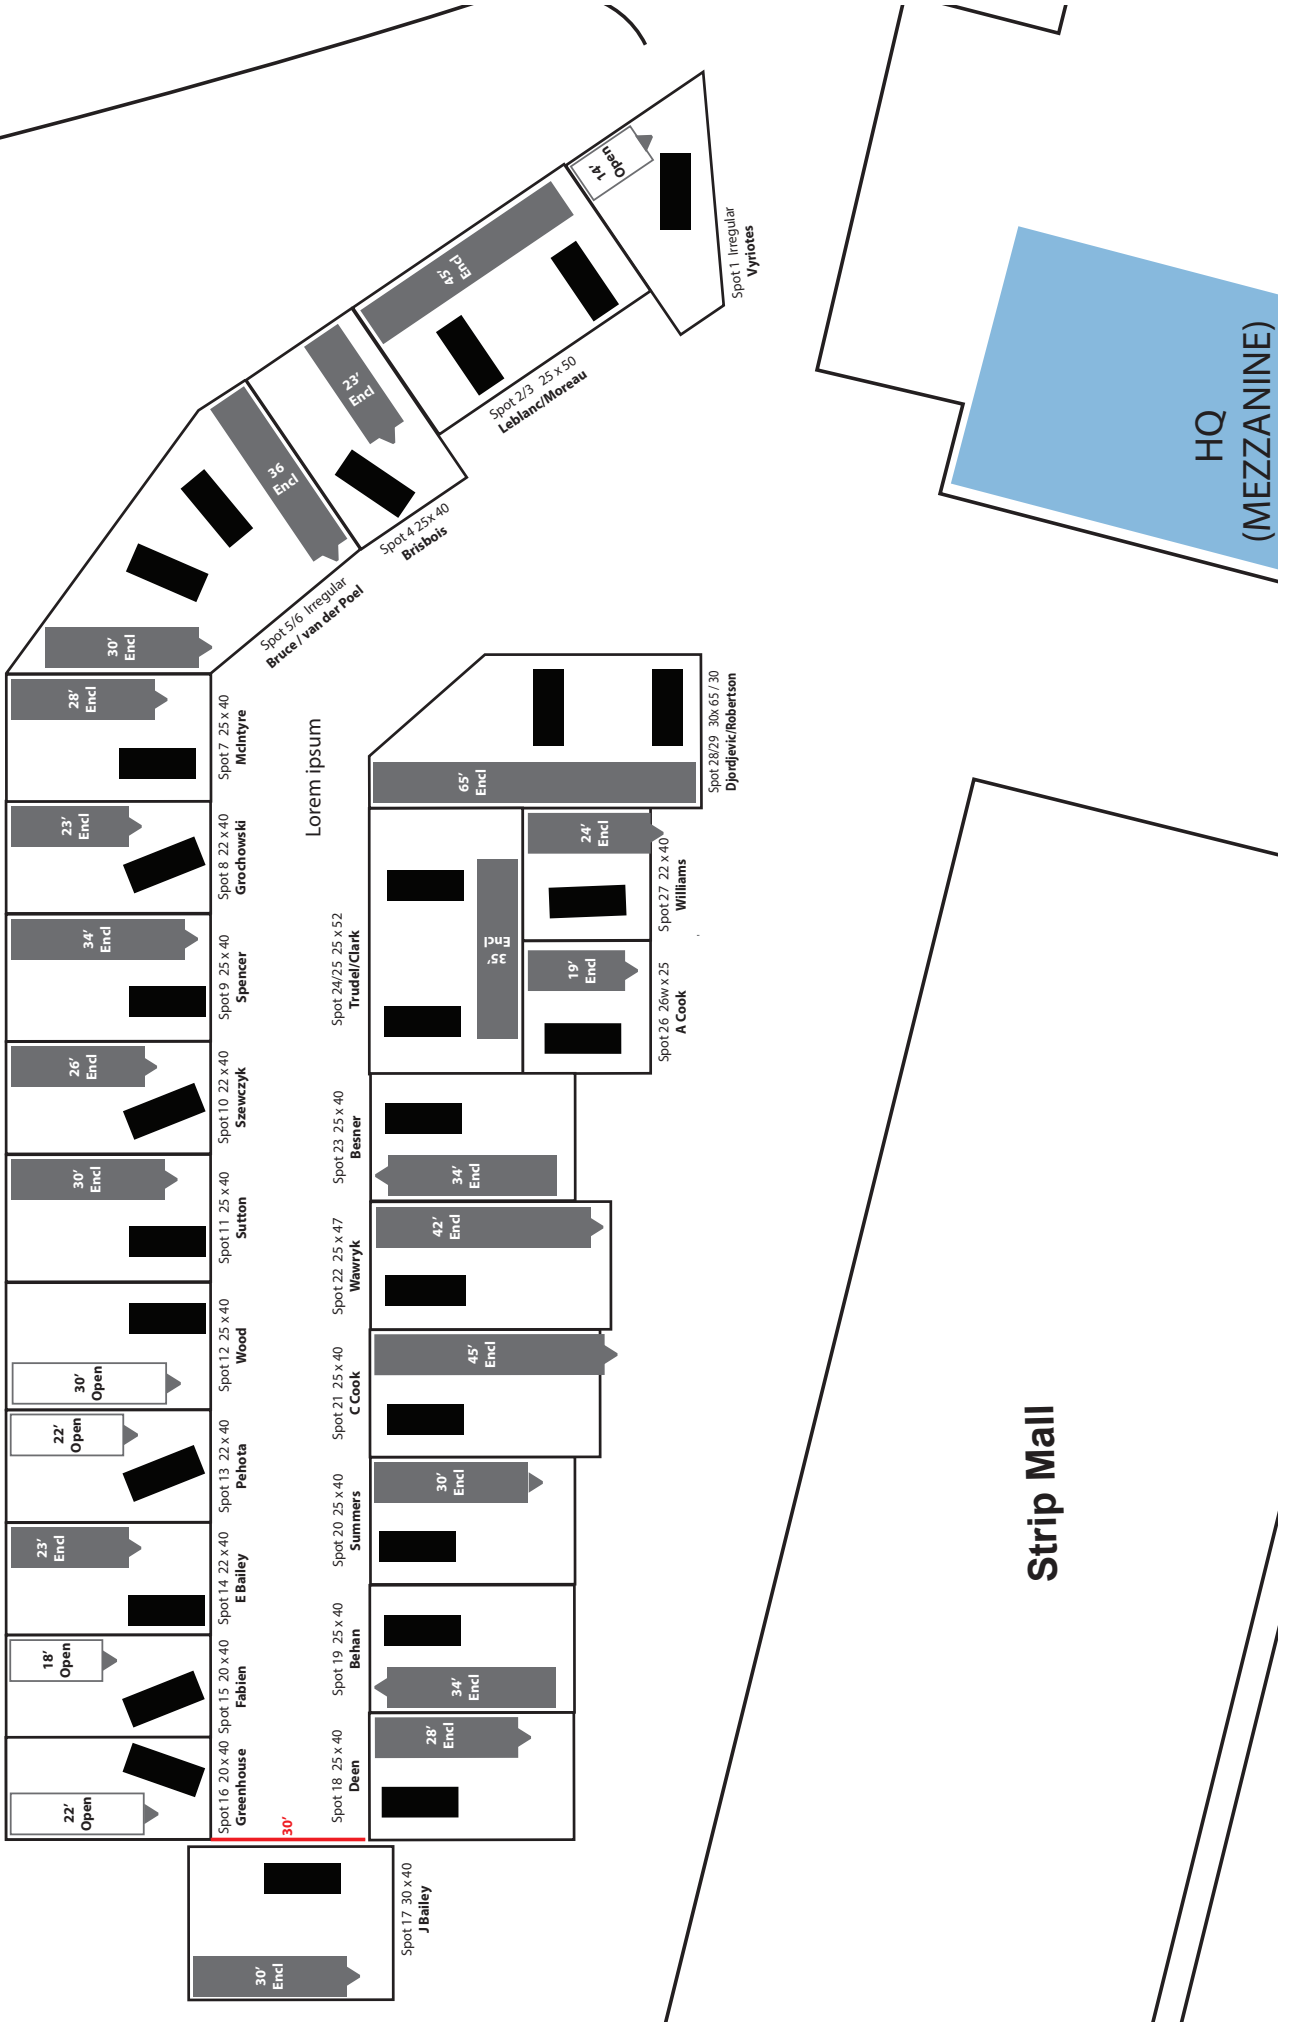 14'
Open
Spot 1  Irregular
Vyriotes
45'
Encl
Spot 2/3  25 x 50
Leblanc/Moreau
23'
Encl
Spot 4 25x 40
Brisbois
36
Encl
30'
Encl
Spot 5/6  Irregular
Bruce / van der Poel
28'
Encl
Spot 7  25 x 40
McIntyre
23'
Encl
Spot 8  22 x 40
Grochowski
34'
Encl
Spot 9  25 x 40
Spencer
26'
Encl
Spot 10  22 x 40
Szewczyk
30'
Encl
Spot 11  25 x 40
Sutton
30'
Open
Spot 12  25 x 40
Wood
22'
Open
Spot 13  22 x 40
Pehota
23'
Encl
Spot 14  22 x 40
E Bailey
18'
Open
Spot 15  20 x 40
Fabien
22'
Open
Spot 16  20 x 40
Greenhouse
30'
30'
Encl
Spot 17  30 x 40
J Bailey
28'
Encl
Spot 18  25 x 40
Deen
34'
Encl
Spot 19  25 x 40
Behan
30'
Encl
Spot 20  25 x 40
Summers
45'
Encl
Spot 21  25 x 40
C Cook
42'
Encl
Spot 22  25 x 47
Wawryk
34'
Encl
Spot 23  25 x 40
Besner
35'
Encl
Spot 24/25  25 x 52
Trudel/Clark
19'
Encl
Spot 26  26w x 25
A Cook
24'
Encl
Spot 27  22 x 40
Williams
65'
Encl
Spot 28/29   30x 65 / 30
Djordjevic/Robertson
Lorem ipsum
HQ
(MEZZANINE)
Strip Mall